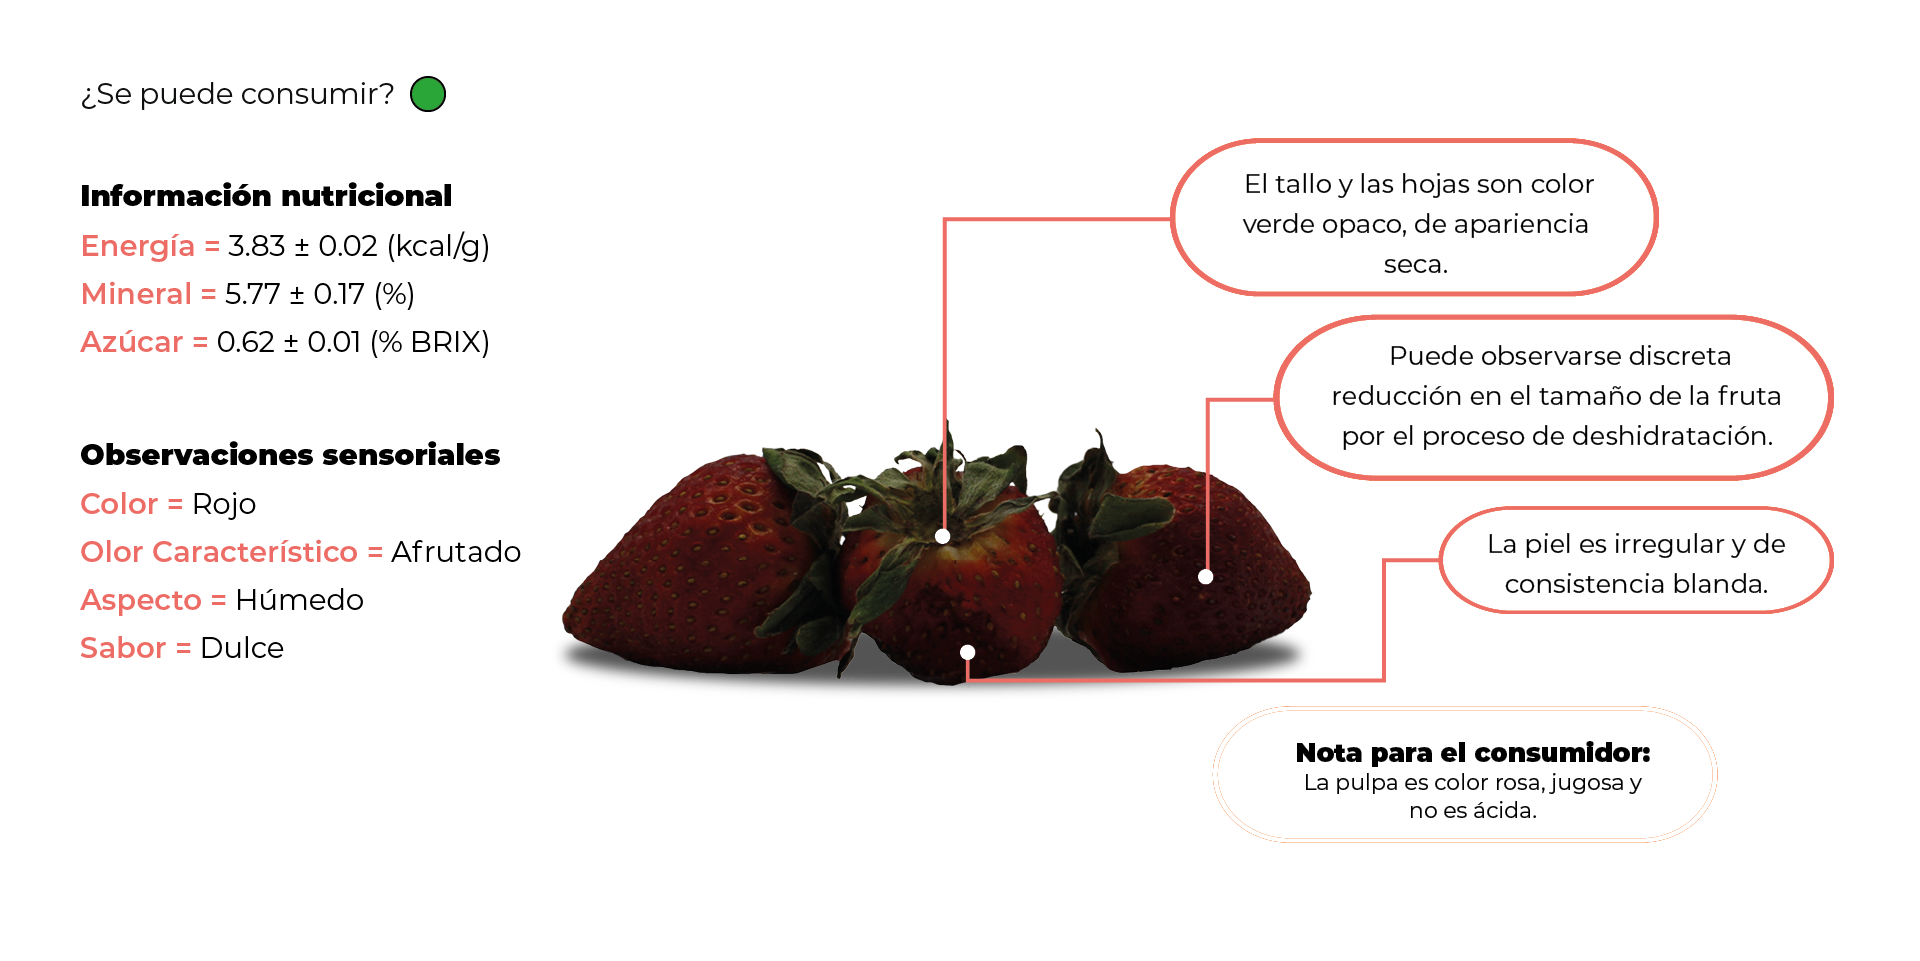 ¿Se puede consumir?
Información nutricional
Energía = 3.83 ± 0.02 (kcal/g)
Mineral = 5.77 ± 0.17 (%)
Azúcar = 0.62 ± 0.01 (% BRIX)
Observaciones sensoriales
Color = Rojo
Olor Característico = Afrutado
Aspecto = Húmedo
Sabor = Dulce
El tallo y las hojas son color
verde opaco, de apariencia
seca.
Puede observarse discreta
reducción en el tamaño de la fruta
por el proceso de deshidratación.
La piel es irregular y de
consistencia blanda.
Nota para el consumidor:
La pulpa es color rosa, jugosa y
no es ácida.